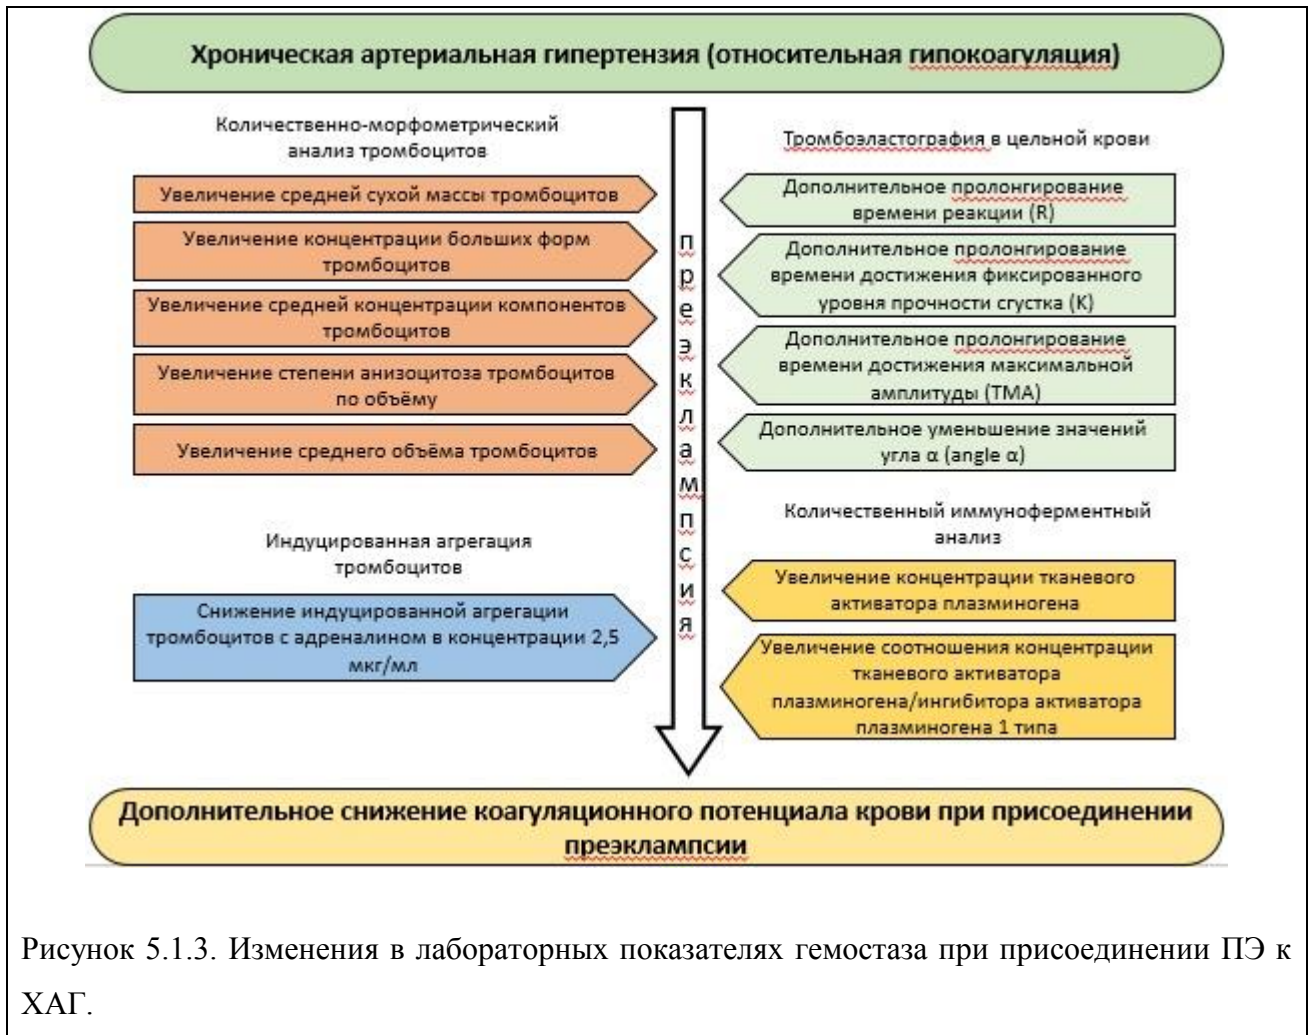 Хроническая артериальная гипертензия (относительная гипокоагуляция)
Количественно-морфометрический
анализ тромбоцитов
Увеличение средней сухой массы тромбоцитов
Увеличение концентрации больших форм
тромбоцитов
Увеличение средней концентрации компонентов
тромбоцитов
Увеличение степени анизоцитоза тромбоцитов
по объёму
Увеличение среднего объёма тромбоцитов
Индуцированная агрегация
тромбоцитов
Снижение индуцированной агрегации
тромбоцитов с адреналином в концентрации 2,5
мкг/мл
преэклампсия
Тромбоэластография в цельной крови
Дополнительное пролонгирование
времени реакции (R)
Дополнительное пролонгирование
времени достижения фиксированного
уровня прочности сгустка (K)
Дополнительное пролонгирование
времени достижения максимальной
амплитуды (TMA)
Дополнительное уменьшение значений
угла α (angle α)
Количественный иммуноферментный
анализ
Увеличение концентрации тканевого
активатора плазминогена
Увеличение соотношения концентрации
тканевого активатора
плазминогена/ингибитора активатора
плазминогена 1 типа
Дополнительное снижение коагуляционного потенциала крови при присоединении
преэклампсии
Рисунок 5.1.3. Изменения в лабораторных показателях гемостаза при присоединении ПЭ к
ХАГ.